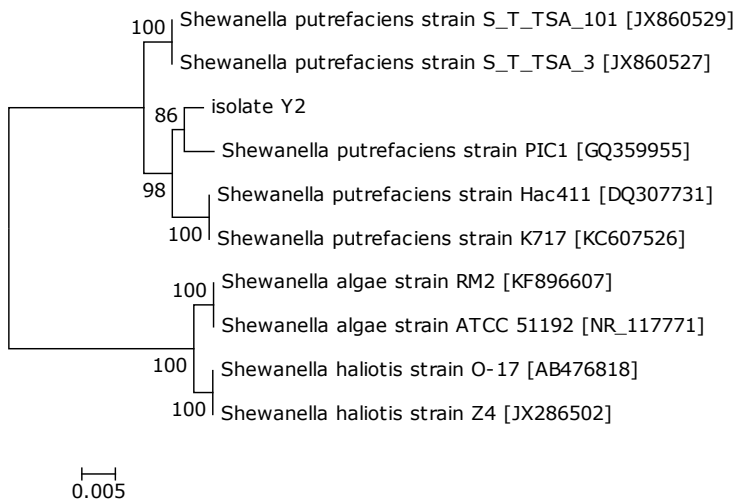 100
Shewanella putrefaciens strain S_T_TSA_101 [JX860529]
Shewanella putrefaciens strain S_T_TSA_3 [JX860527]
86
isolate Y2
Shewanella putrefaciens strain PIC1 [GQ359955]
98
Shewanella putrefaciens strain Hac411 [DQ307731]
100
Shewanella putrefaciens strain K717 [KC607526]
100
Shewanella algae strain RM2 [KF896607]
Shewanella algae strain ATCC 51192 [NR_117771]
100
Shewanella haliotis strain O-17 [AB476818]
100
Shewanella haliotis strain Z4 [JX286502]
0.005